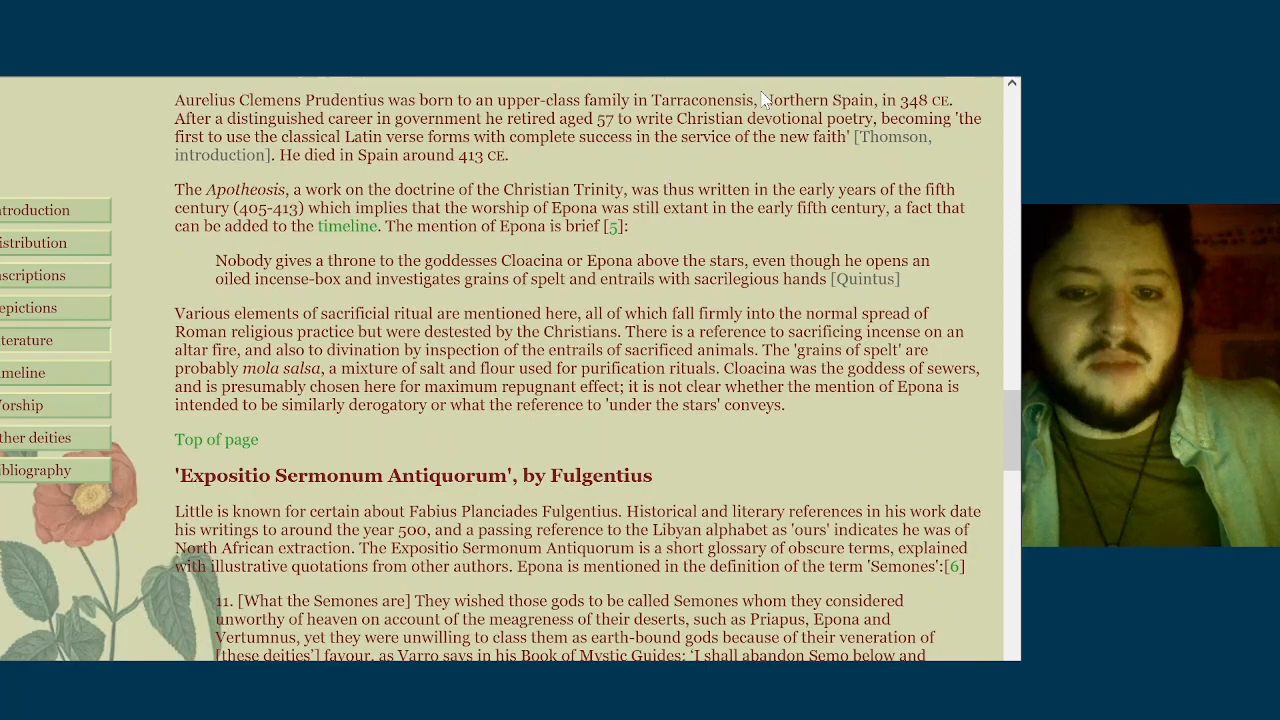 Aurelius Clemens Prudentius was born to an upper-class family in Tarraconensis, Northern Spain, in 348 CE.
After a distinguished career in government he retired aged 57 to write Christian devotional poetry, becoming 'the
first to use the classical Latin verse forms with complete success in the service of the new faith' [Thomson,
introduction]. He died in Spain around 413 CE.
The Apotheosis, a work on the doctrine of the Christian Trinity, was thus written in the early years of the fifth
century (405-413) which implies that the worship of Epona was still extant in the early fifth century, a fact that
can be added to the timeline. The mention of Epona is brief [5]:
Nobody gives a throne to the goddesses Cloacina or Epona above the stars, even though he opens an
oiled incense-box and investigates grains of spelt and entrails with sacrilegious hands [Quintus]
Various elements of sacrificial ritual are mentioned here, all of which fall firmly into the normal spread of
Roman religious practice but were destested by the Christians. There is a reference to sacrificing incense on an
altar fire, and also to divination by inspection of the entrails of sacrificed animals. The 'grains of spelt' are
probably mola salsa, a mixture of salt and flour used for purification rituals. Cloacina was the goddess of sewers,
and is presumably chosen here for maximum repugnant effect; it is not clear whether the mention of Epona is
intended to be similarly derogatory or what the reference to 'under the stars' conveys.
Top of page
'Expositio Sermonum Antiquorum', by Fulgentius
Little is known for certain about Fabius Planciades Fulgentius. Historical and literary references in his work date
his writings to around the year 500, and a passing reference to the Libyan alphabet as 'ours' indicates he was of
North African extraction. The Expositio Sermonum Antiquorum is a short glossary of obscure terms, explained
with illustrative quotations from other authors. Epona is mentioned in the definition of the term 'Semones':[6]
11. [What the Semones are] They wished those gods to be called Semones whom they considered
unworthy of heaven on account of the meagreness of their deserts, such as Priapus, Epona and
Vertumnus, yet they were unwilling to class them as earth-bound gods because of their veneration of
[these deities'] favour, as Varro says in his Book of Mystic Guides: 'I shall abandon Semo below and
ntroduction
istribution
scriptions
epictions
terature
meline
orship
ther deities
ibliography